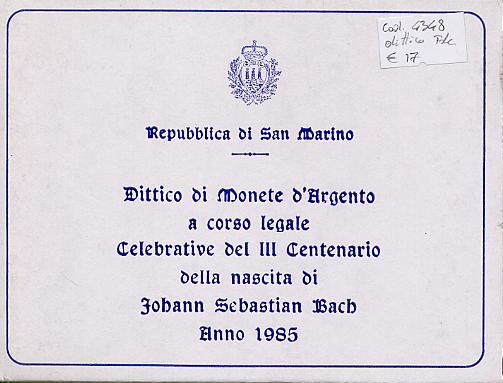 cod. 4348
dittico Flc
€ 17
Repubblica di San Marino
Dittico di Monete d'Argento
a corso legale
Celebrative del III Centenario
della nascita di
Johann Sebastian Bach
Anno 1985